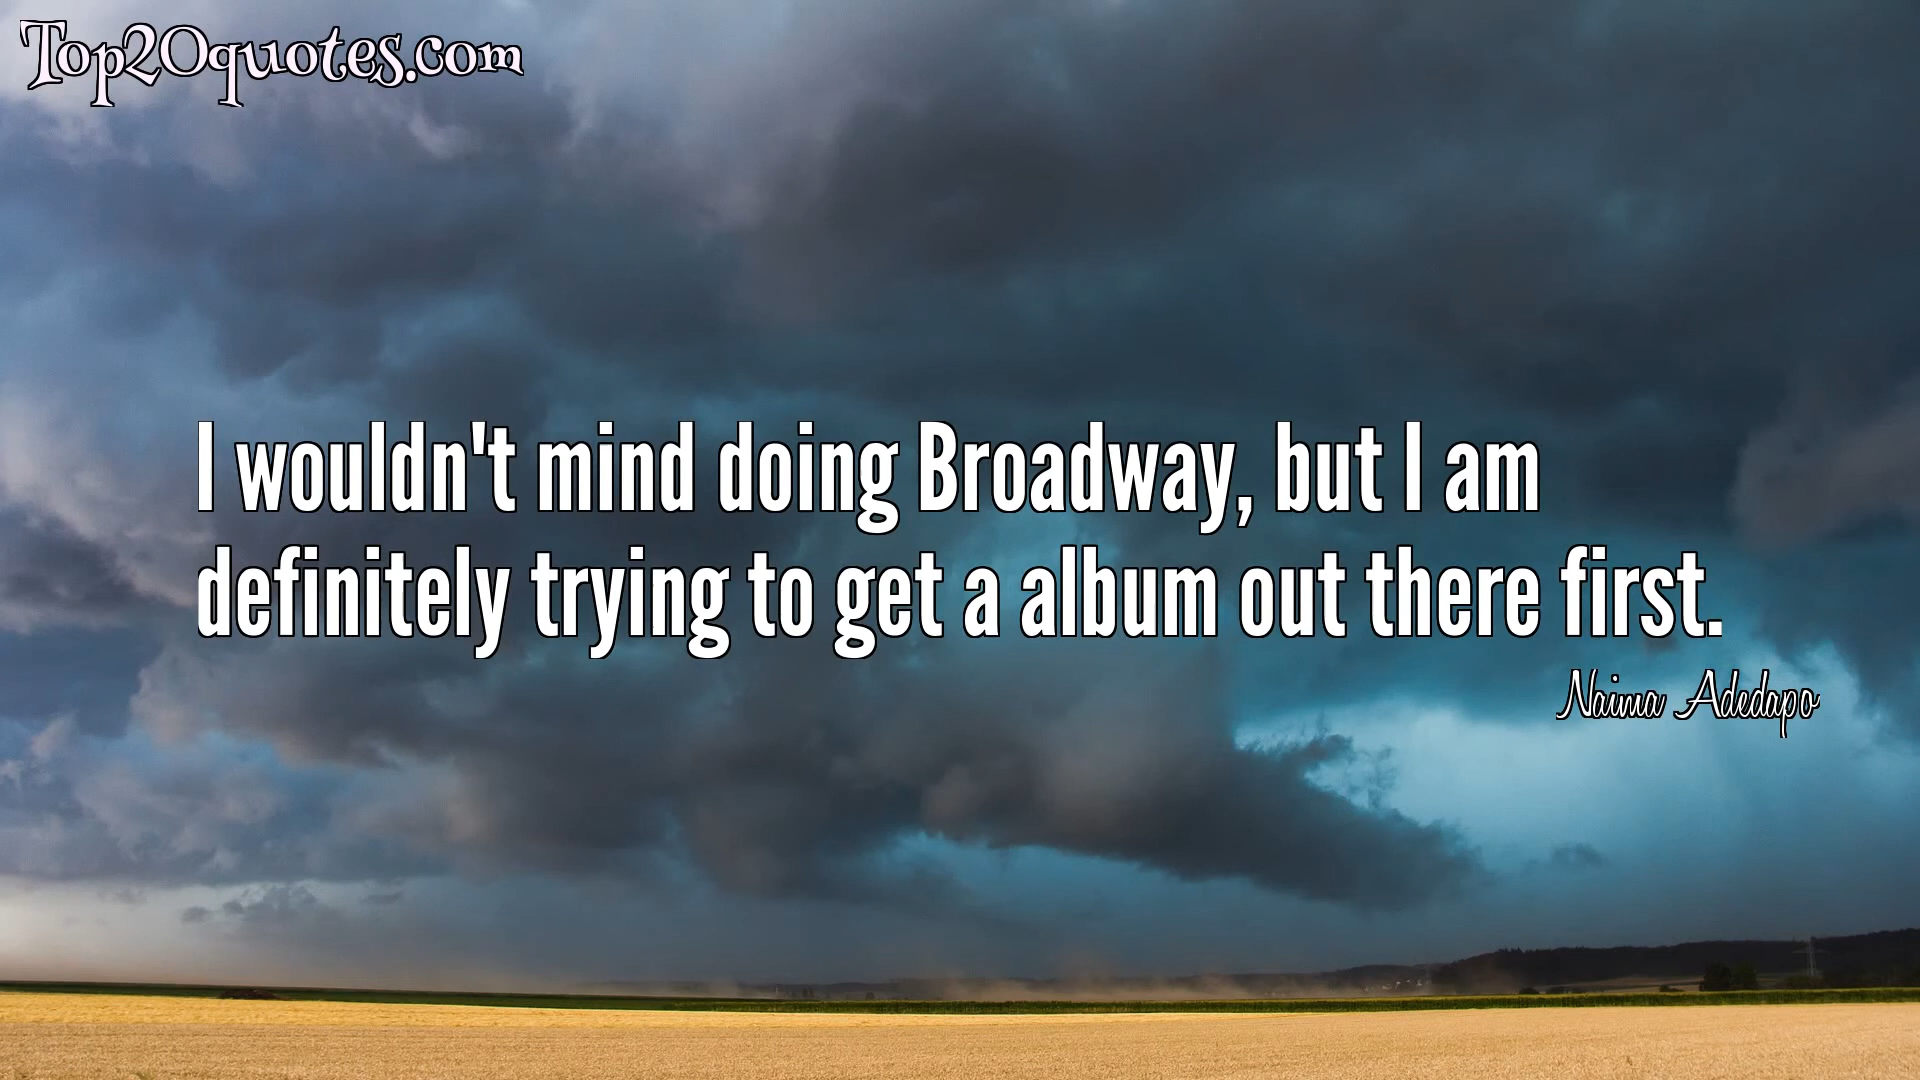 Top20quotes.com
I wouldn't mind doing Broadway, but I am
definitely trying to get a album out there first.
Naima Adedapo